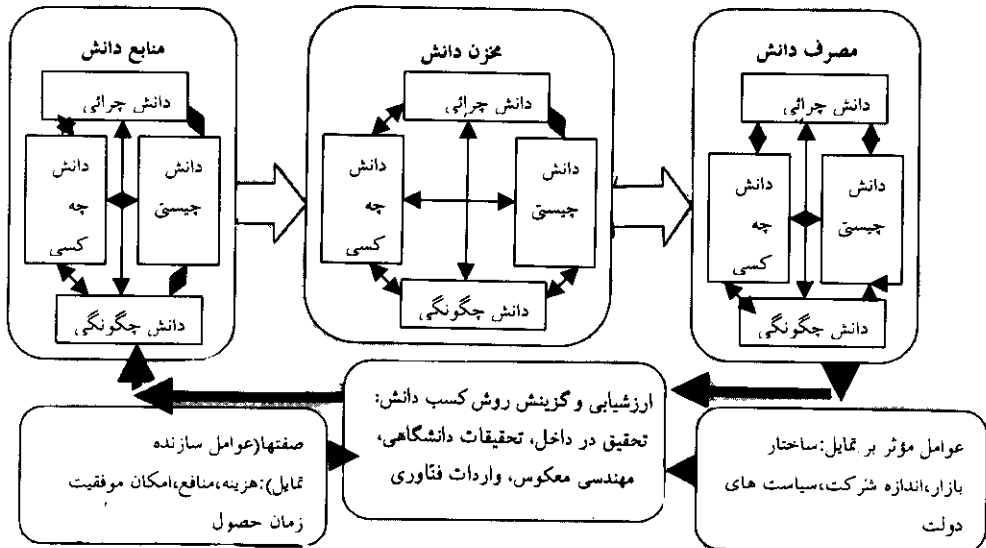 منابع دانش
دانش چرائی
دانش
چه
کسی
دانش
چیستی
دانش چگونگی
مخزن دانش
دانش چرائی
دانش
چه
کسی
دانش
چیستی
دانش چگونگی
مصرف دانش
دانش چرائی
دانش
چه
کسی
دانش
چیستی
دانش چگونگی
صفتها(عوامل سازنده
تمایل):هزینه،منافع،امکان موفقیت
زمان حصول
ارزشیابی و گزینش روش کسب دانش:
تحقیق در داخل، تحقیقات دانشگاهی،
مهندسی معکوس، واردات فنّاوری
عوامل مؤثر بر تمایل:ساختار
بازار،اندازه شرکت،سیاست های
دولت